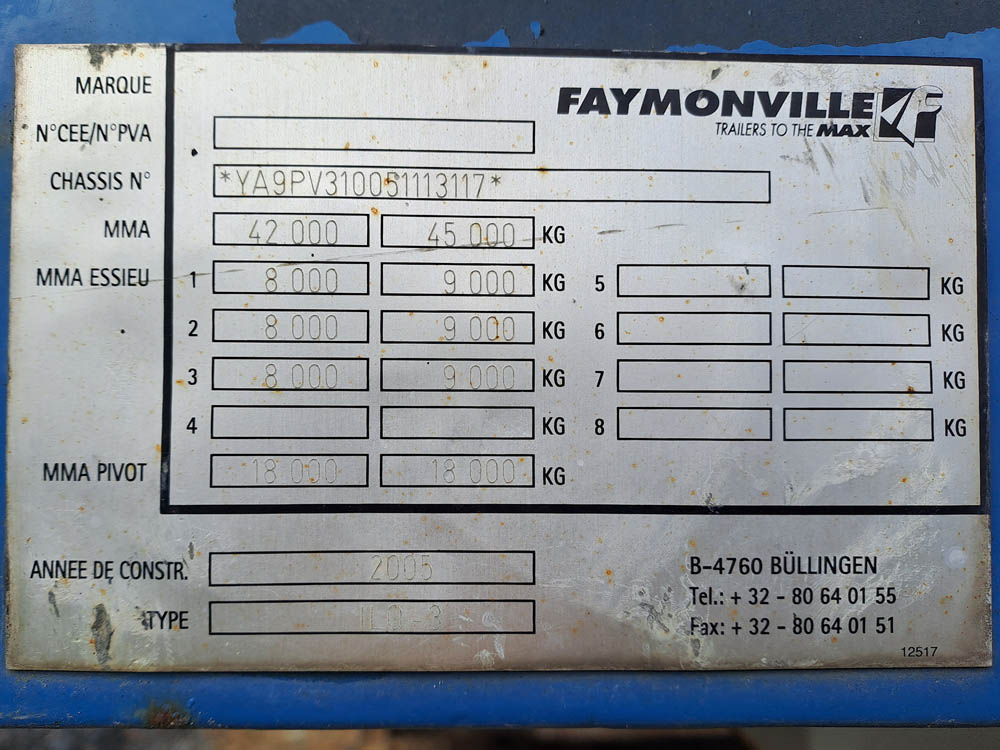 MARQUE
FAYMONVILLE
TRAILERS TO THE MAX
N°CEE/N°PVA
CHASSIS N° *YA9PV310051113117*
MMA 42 000 45 000 KG
MMA ESSIEU 1 8 000 9 000 KG 5 KG
2 8 000 9 000 KG 6 KG
3 8 000 9 000 KG 7 KG
4 KG 8 KG
MMA PIVOT 18 000 18 000 KG
ANNEE DE CONSTR. 2005
TYPE
B-4760 BÜLLINGEN
Tel.: + 32 - 80 64 01 55
Fax: + 32 - 80 64 01 51
12517